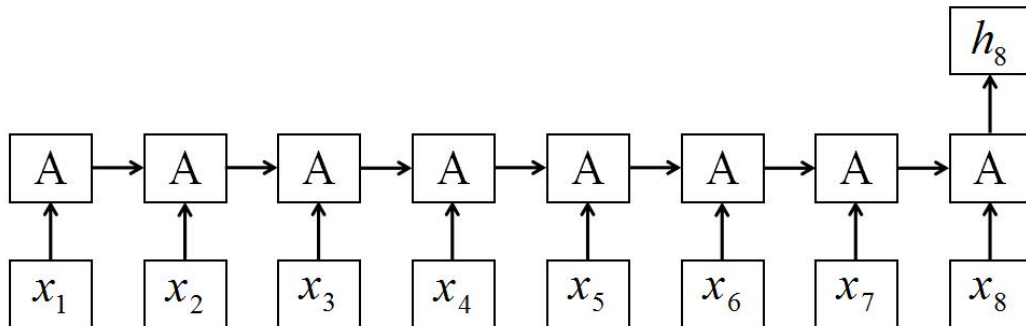 h₈
A A A A A A A A
x₁ x₂ x₃ x₄ x₅ x₆ x₇ x₈